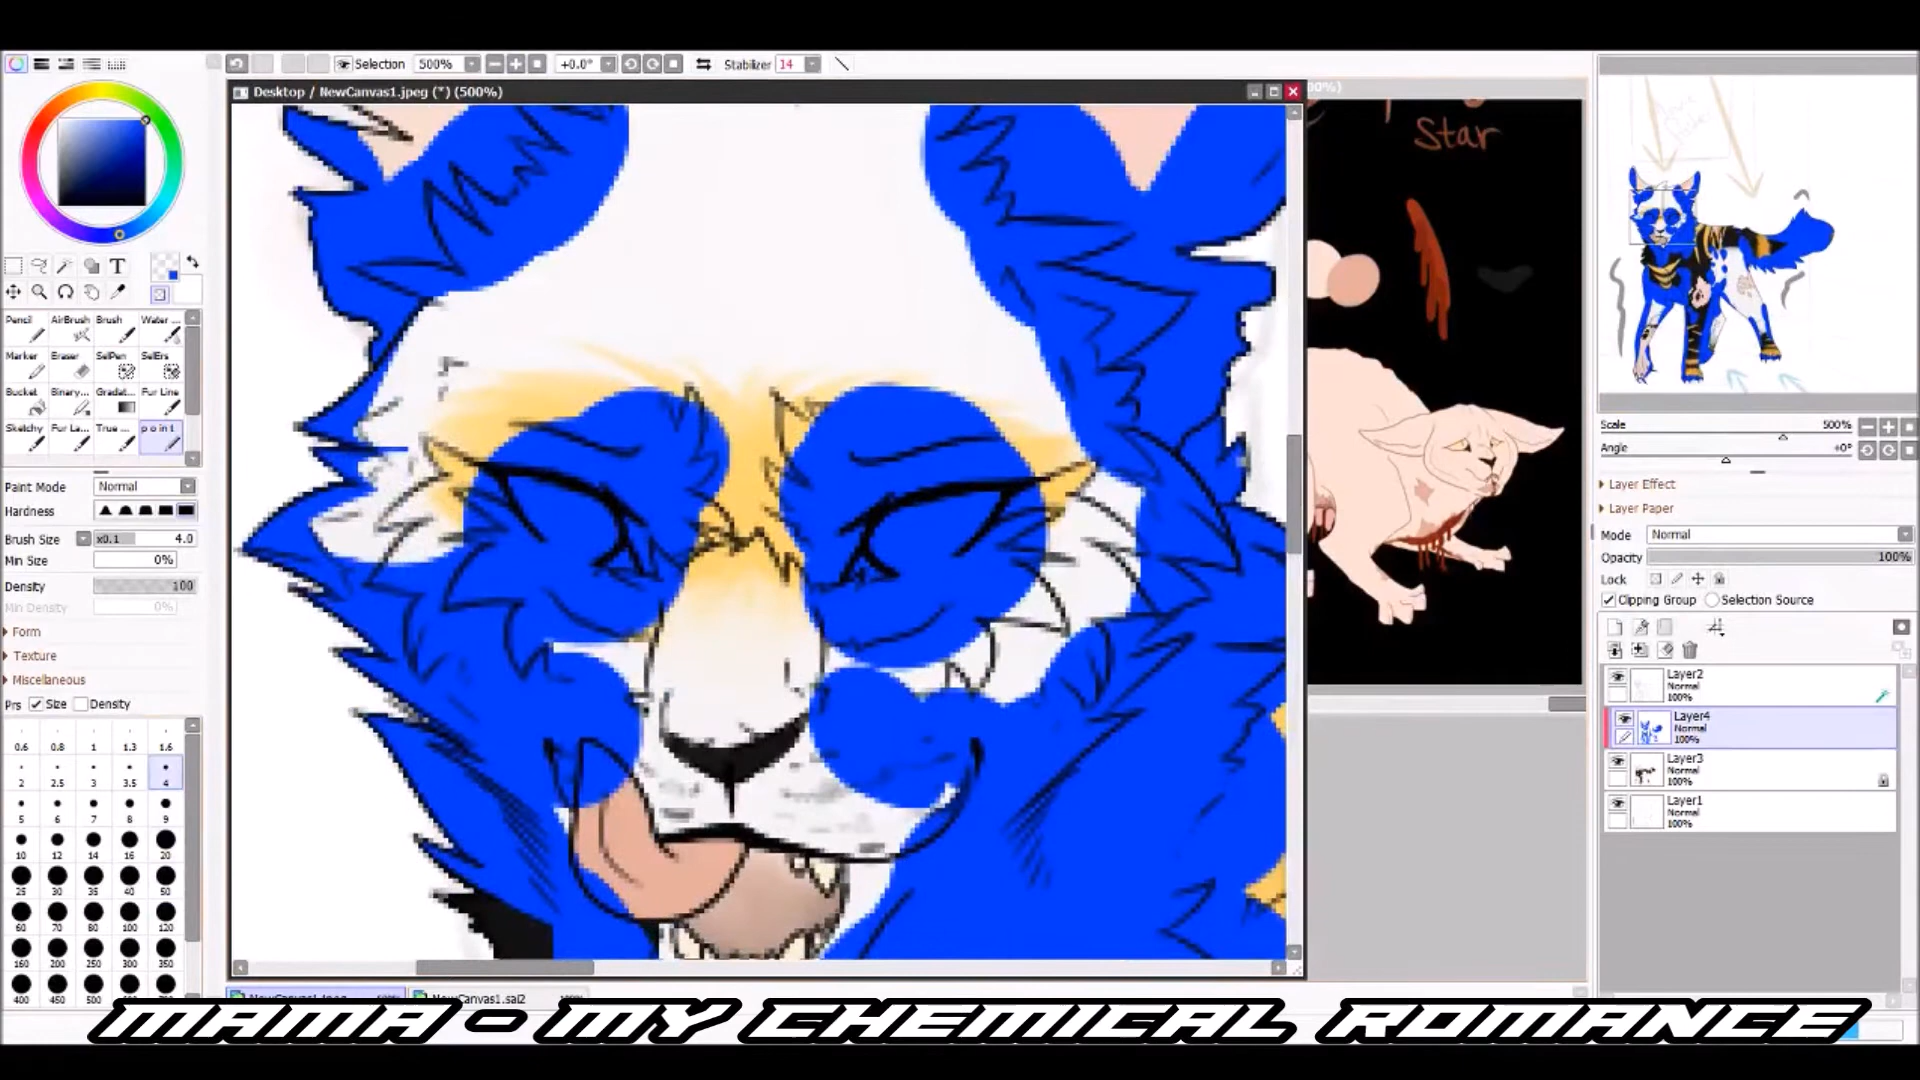 Selection 500% +0.0° Stabilizer 14
Desktop / NewCanvas1.jpeg (*) (500%)
Star
Pencil AirBrush Brush Water ...
Marker Eraser SelPen SelErs
Bucket Binary... Gradat... Fur Line
Sketchy Fur La... True ... point
Paint Mode Normal
Hardness
Brush Size x0.1 4.0
Min Size 0%
Density 100
Min Density 0%
Form
Texture
Miscellaneous
Prs Size Density
0.6 0.8 1 1.3 1.6
2 2.5 3 3.5 4
5 6 7 8 9
10 12 14 16 20
25 30 35 40 50
60 70 80 100 120
160 200 250 300 350
400 450 500
Scale 500%
Angle +0°
Layer Effect
Layer Paper
Mode Normal
Opacity 100%
Lock
Clipping Group Selection Source
Layer2
Normal
100%
Layer4
Normal
100%
Layer3
Normal
100%
Layer1
Normal
100%
NewCanvas1.sai2
MAMA - MY CHEMICAL ROMANCE